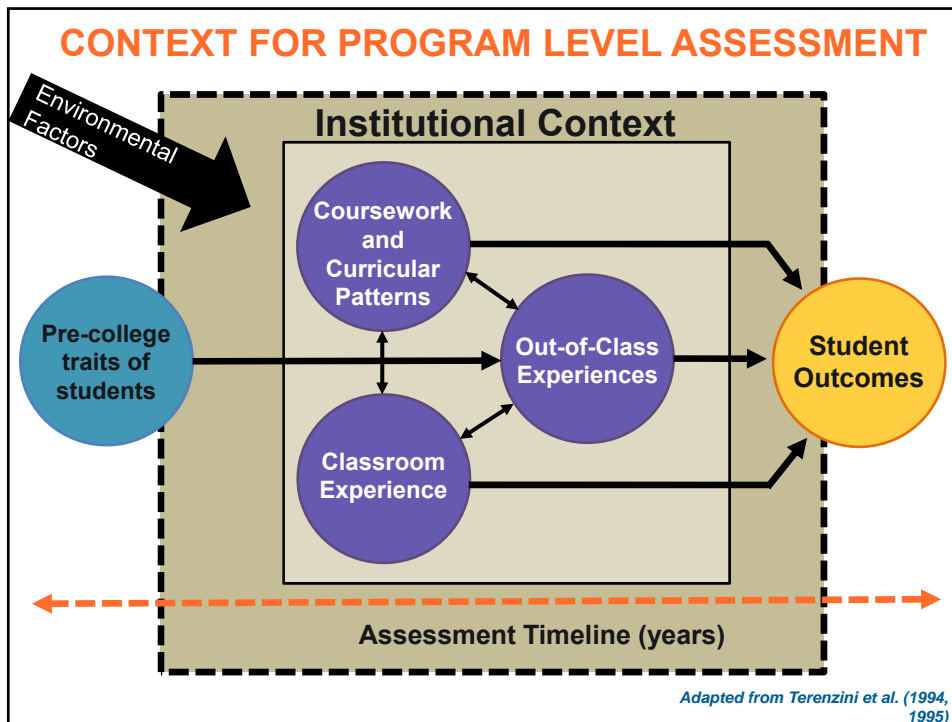 CONTEXT FOR PROGRAM LEVEL ASSESSMENT
Environmental
Factors
Institutional Context
Coursework
and
Curricular
Patterns
Pre-college
traits of
students
Out-of-Class
Experiences
Student
Outcomes
Classroom
Experience
Assessment Timeline (years)
Adapted from Terenzini et al. (1994,
1995)